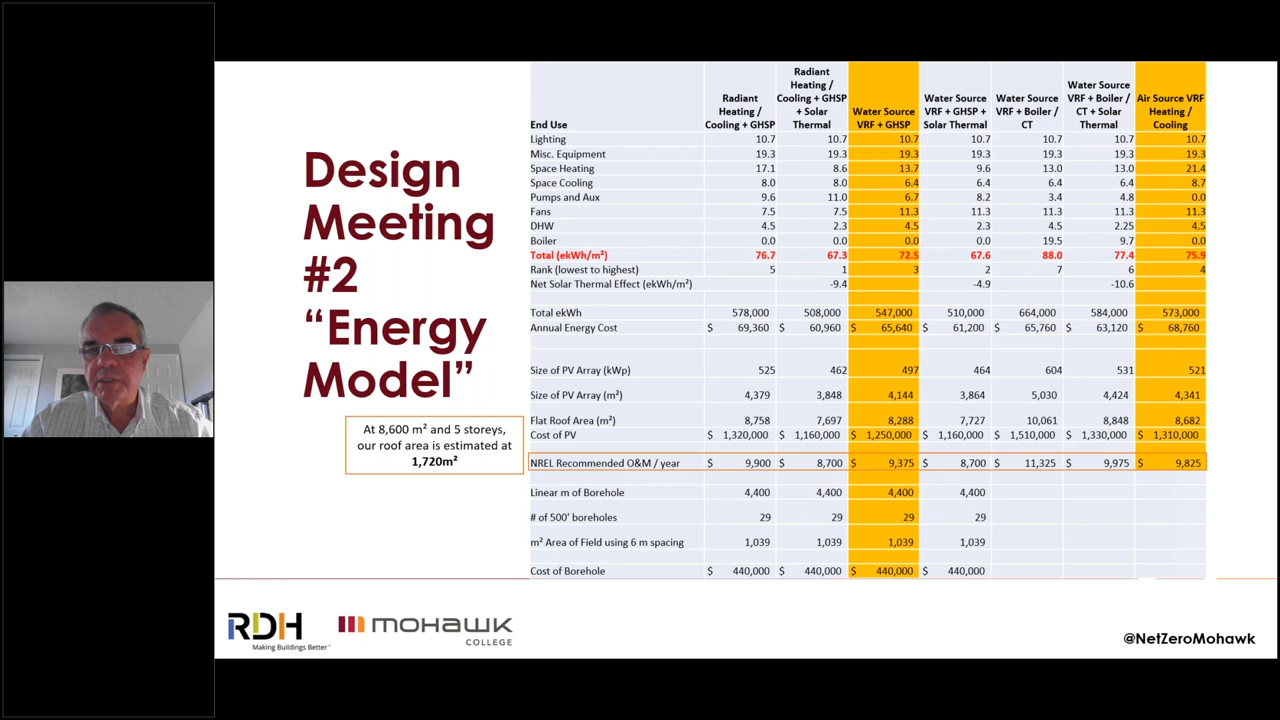 Design
Meeting
#2
“Energy
Model”
At 8,600 m² and 5 storeys,
our roof area is estimated at
1,720m²
End Use
Radiant
Heating /
Cooling + GHSP
Radiant
Heating /
Cooling + GHSP
+ Solar
Thermal
Water Source
VRF + GHSP
Water Source
VRF + GHSP +
Solar Thermal
Water Source
VRF + Boiler /
CT
Water Source
VRF + Boiler /
CT + Solar
Thermal
Air Source VRF
Heating /
Cooling
Lighting 10.7 10.7 10.7 10.7 10.7 10.7 10.7
Misc. Equipment 19.3 19.3 19.3 19.3 19.3 19.3 19.3
Space Heating 17.1 8.6 13.7 9.6 13.0 13.0 21.4
Space Cooling 8.0 8.0 6.4 6.4 6.4 6.4 8.7
Pumps and Aux 9.6 11.0 6.7 8.2 3.4 4.8 0.0
Fans 7.5 7.5 11.3 11.3 11.3 11.3 11.3
DHW 4.5 2.3 4.5 2.3 4.5 2.25 4.5
Boiler 0.0 0.0 0.0 0.0 19.5 9.7 0.0
Total (ekWh/m²) 76.7 67.3 72.5 67.6 88.0 77.4 75.9
Rank (lowest to highest) 5 1 3 2 7 6 4
Net Solar Thermal Effect (ekWh/m²) -9.4 -4.9 -10.6
Total ekWh 578,000 508,000 547,000 510,000 664,000 584,000 573,000
Annual Energy Cost $ 69,360 $ 60,960 $ 65,640 $ 61,200 $ 65,760 $ 63,120 $ 68,760
Size of PV Array (kWp) 525 462 497 464 604 531 521
Size of PV Array (m²) 4,379 3,848 4,144 3,864 5,030 4,424 4,341
Flat Roof Area (m²) 8,758 7,697 8,288 7,727 10,061 8,848 8,682
Cost of PV $ 1,320,000 $ 1,160,000 $ 1,250,000 $ 1,160,000 $ 1,510,000 $ 1,330,000 $ 1,310,000
NREL Recommended O&M / year $ 9,900 $ 8,700 $ 9,375 $ 8,700 $ 11,325 $ 9,975 $ 9,825
Linear m of Borehole 4,400 4,400 4,400 4,400
# of 500' boreholes 29 29 29 29
m² Area of Field using 6 m spacing 1,039 1,039 1,039 1,039
Cost of Borehole $ 440,000 $ 440,000 $ 440,000 $ 440,000
RDH
Making Buildings Better™
mohawk
COLLEGE
@NetZeroMohawk